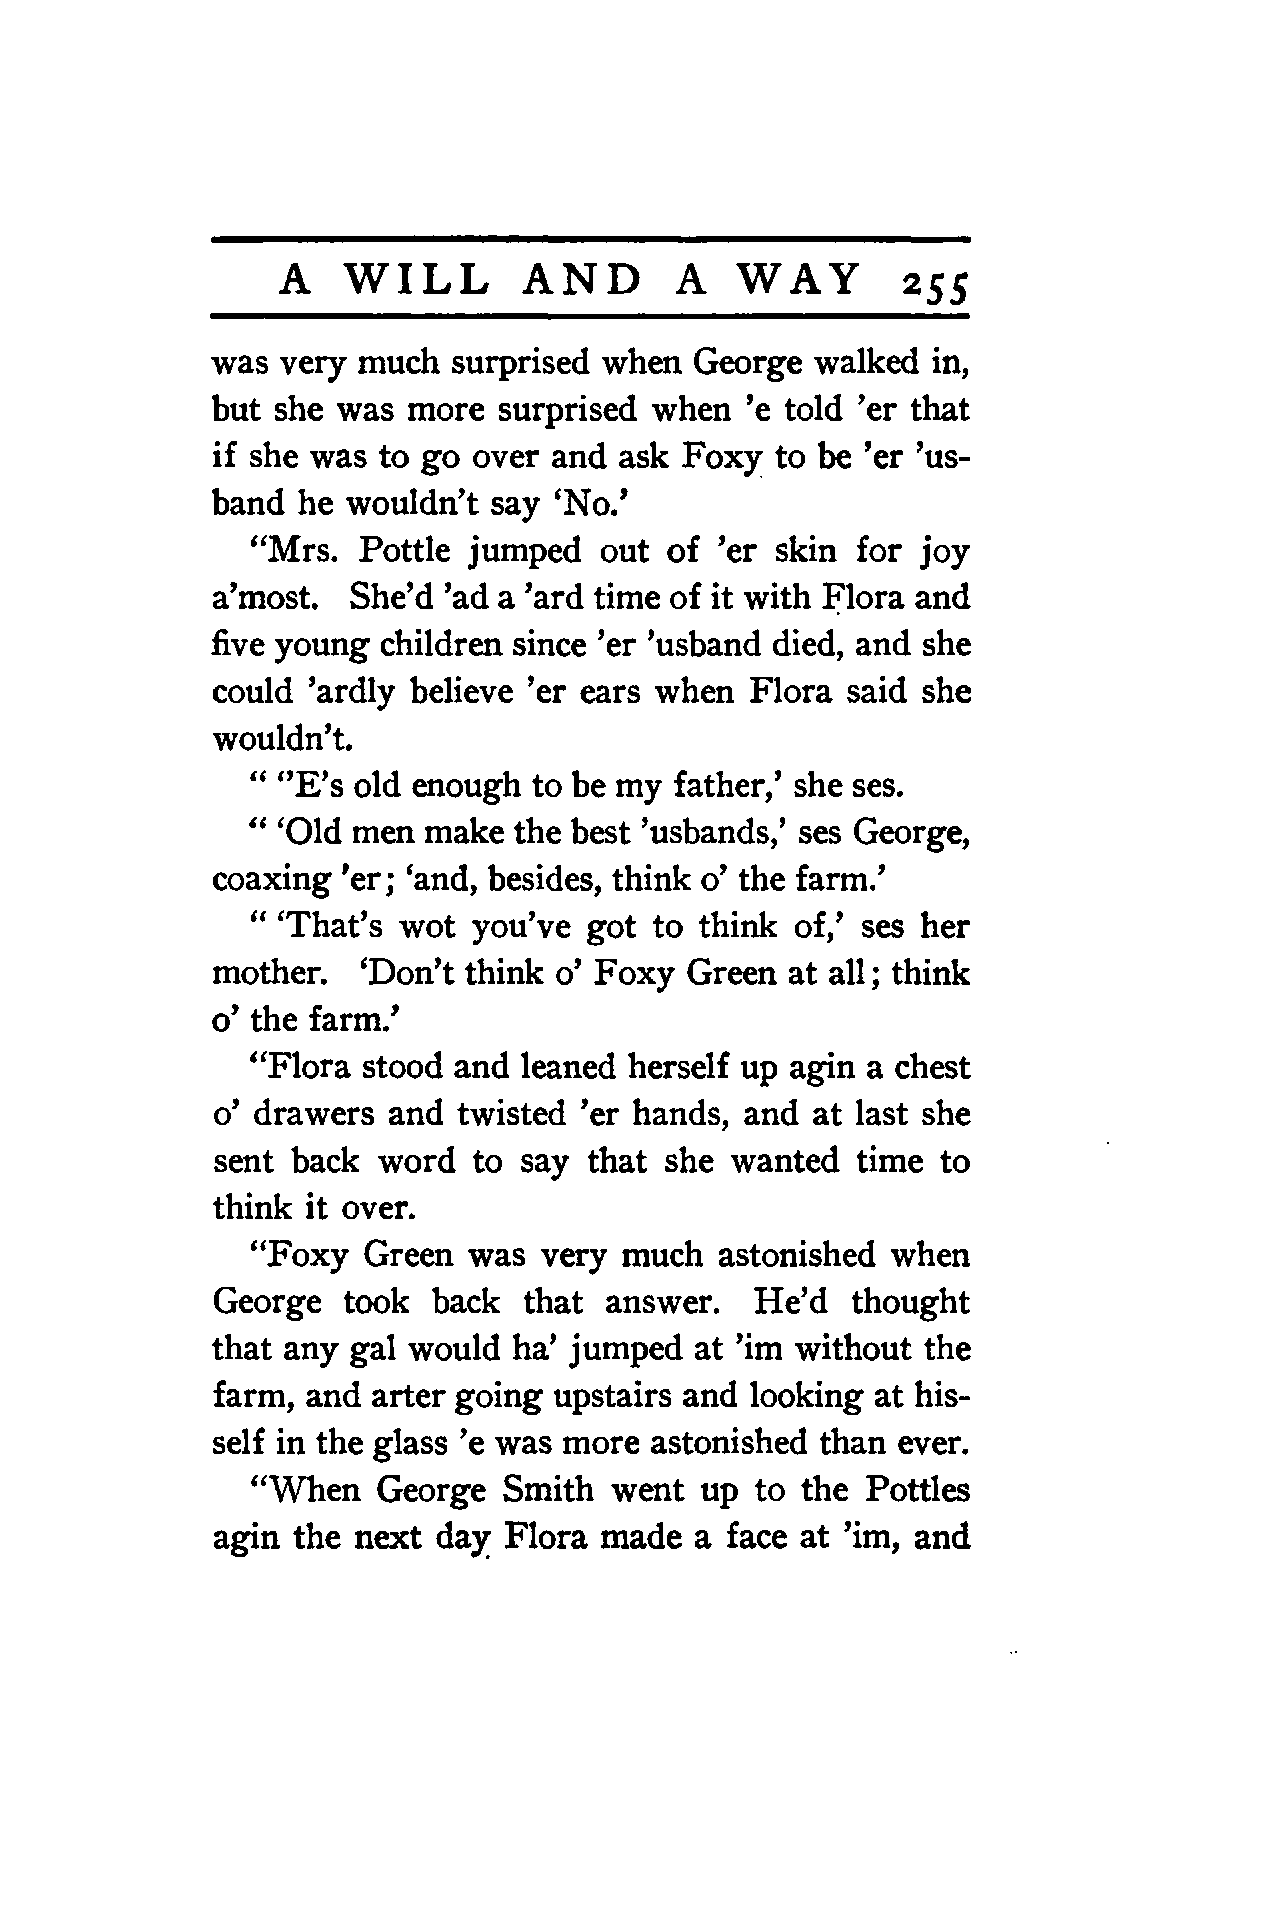 A WILL AND A WAY 255
was very much surprised when George walked in,
but she was more surprised when ’e told ’er that
if she was to go over and ask Foxy to be ’er ’us-
band he wouldn’t say ‘No.’
“Mrs. Pottle jumped out of ’er skin for joy
a’most. She’d ’ad a ’ard time of it with Flora and
five young children since ’er ’usband died, and she
could ’ardly believe ’er ears when Flora said she
wouldn’t.
“ ‘’E’s old enough to be my father,’ she ses.
“ ‘Old men make the best ’usbands,’ ses George,
coaxing ’er; ‘and, besides, think o’ the farm.’
“ ‘That’s wot you’ve got to think of,’ ses her
mother. ‘Don’t think o’ Foxy Green at all; think
o’ the farm.’
“Flora stood and leaned herself up agin a chest
o’ drawers and twisted ’er hands, and at last she
sent back word to say that she wanted time to
think it over.
“Foxy Green was very much astonished when
George took back that answer. He’d thought
that any gal would ha’ jumped at ’im without the
farm, and arter going upstairs and looking at his-
self in the glass ’e was more astonished than ever.
“When George Smith went up to the Pottles
agin the next day Flora made a face at ’im, and